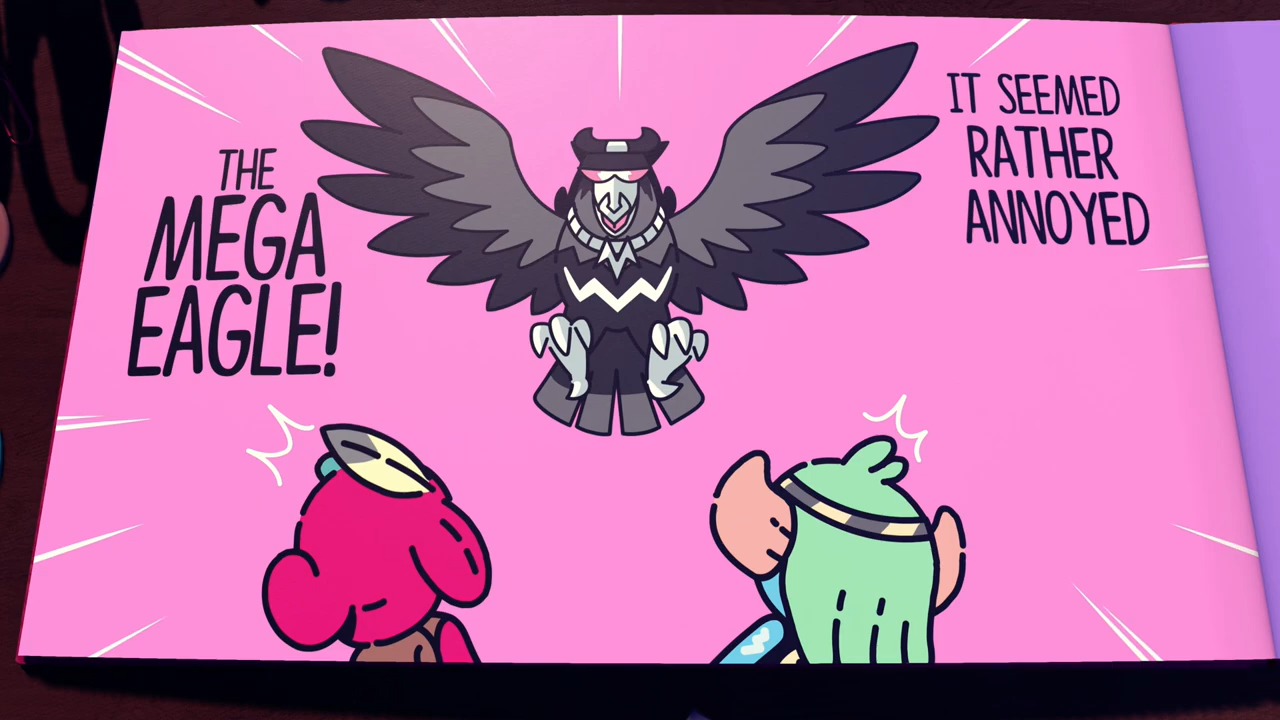 THE
MEGA
EAGLE!
IT SEEMED
RATHER
ANNOYED